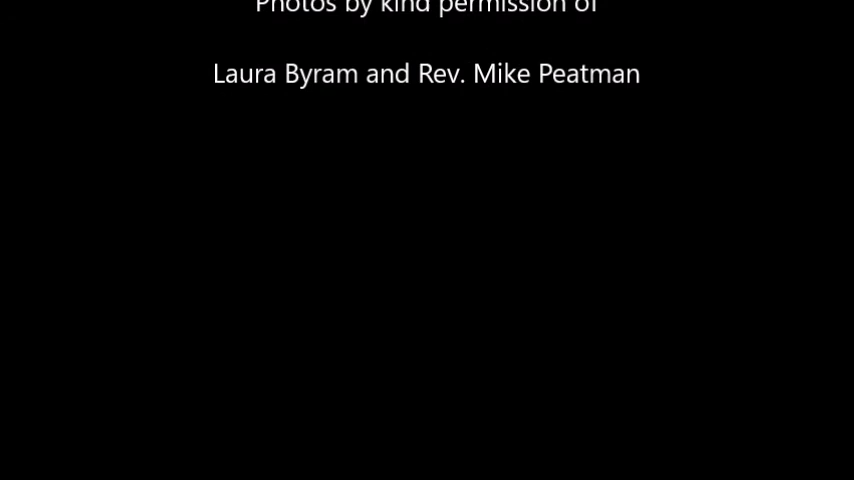 Photos by kind permission of
Laura Byram and Rev. Mike Peatman